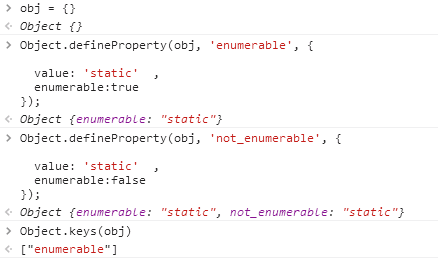 obj = {}
Object {}
Object.defineProperty(obj, 'enumerable', {
value: 'static'  ,
enumerable:true
});
Object {enumerable: "static"}
Object.defineProperty(obj, 'not_enumerable', {
value: 'static'  ,
enumerable:false
});
Object {enumerable: "static", not_enumerable: "static"}
Object.keys(obj)
["enumerable"]